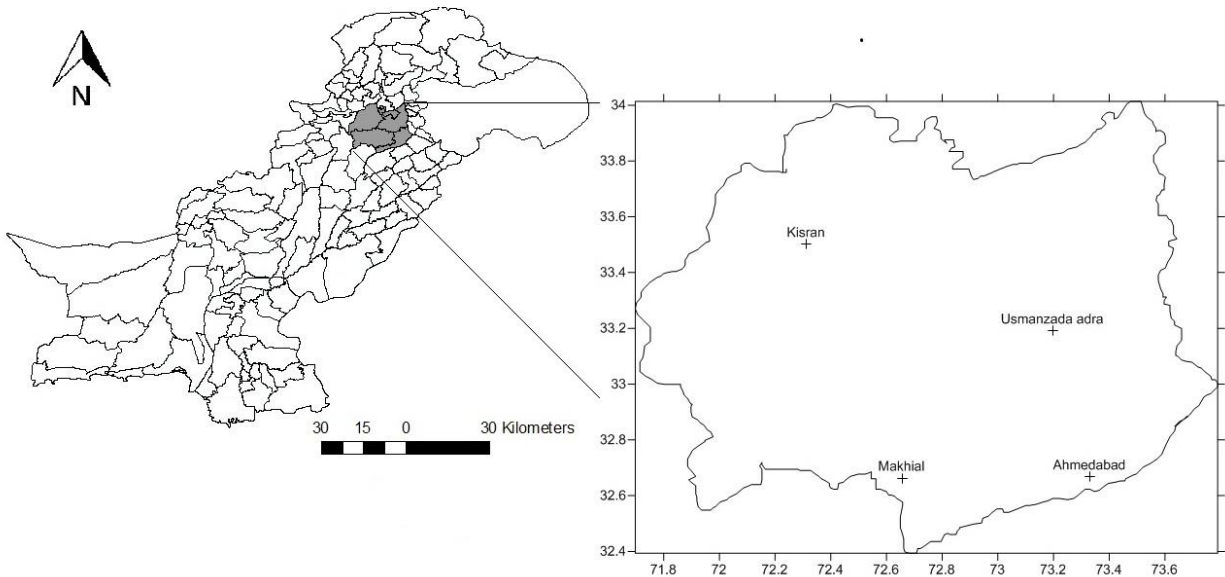 N
30 15 0 30 Kilometers
34
33.8
33.6
33.4
33.2
33
32.8
32.6
32.4
Kisran
Usmanzada adra
Makhial
Ahmedabad
71.8 72 72.2 72.4 72.6 72.8 73 73.2 73.4 73.6